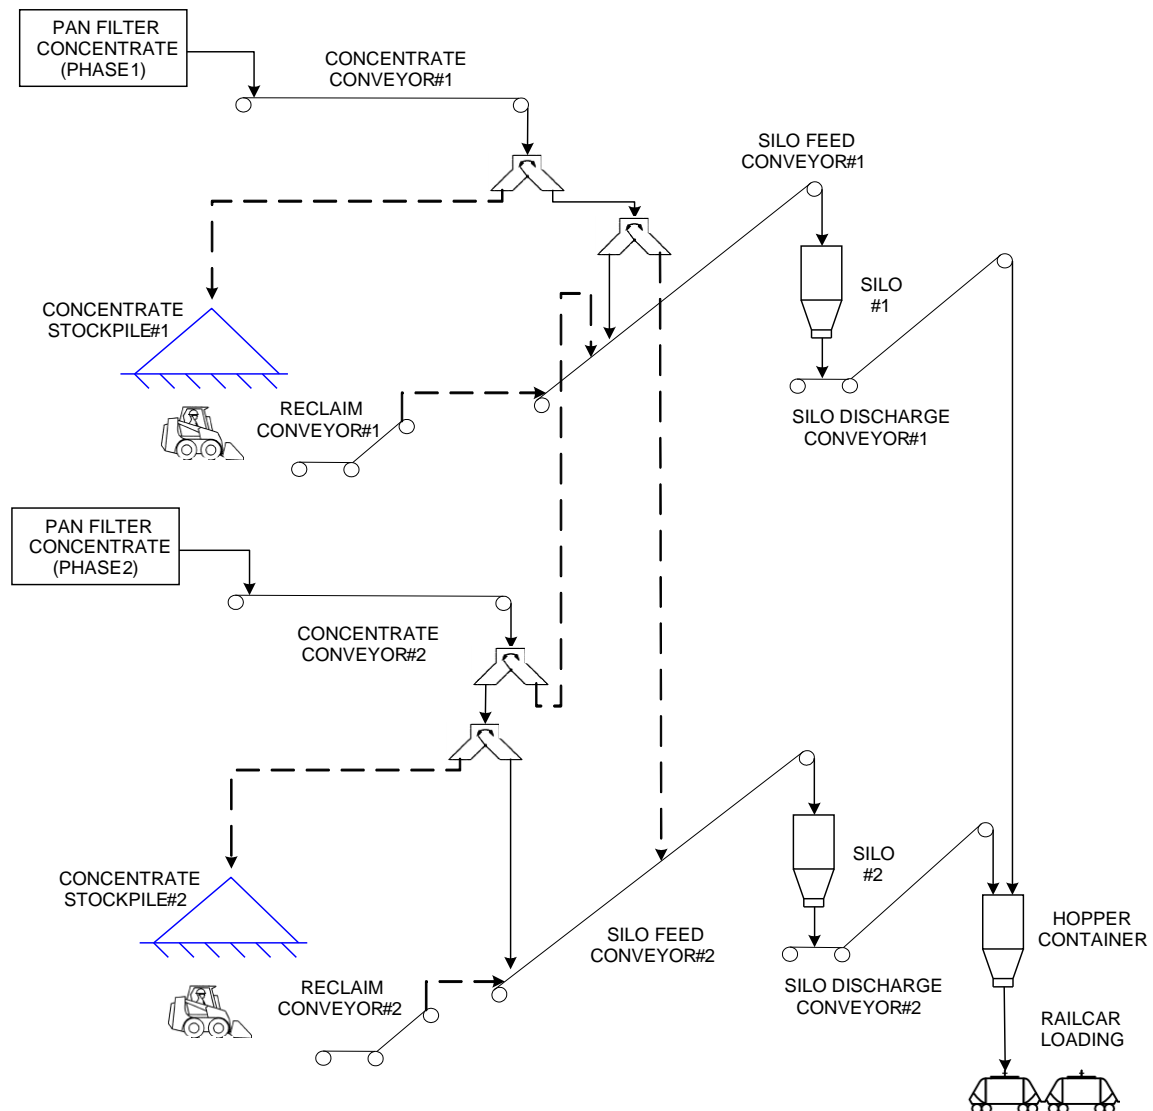 PAN FILTER
CONCENTRATE
(PHASE1)
CONCENTRATE
CONVEYOR#1
SILO FEED
CONVEYOR#1
SILO
#1
CONCENTRATE
STOCKPILE#1
RECLAIM
CONVEYOR#1
SILO DISCHARGE
CONVEYOR#1
PAN FILTER
CONCENTRATE
(PHASE2)
CONCENTRATE
CONVEYOR#2
CONCENTRATE
STOCKPILE#2
SILO
#2
SILO FEED
CONVEYOR#2
HOPPER
CONTAINER
RECLAIM
CONVEYOR#2
SILO DISCHARGE
CONVEYOR#2
RAILCAR
LOADING